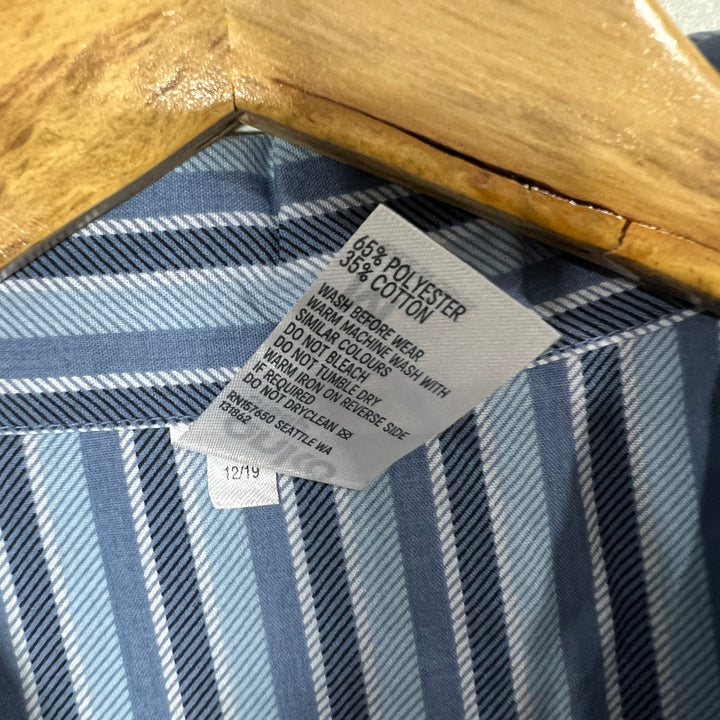 65% POLYESTER
35% COTTON
WASH BEFORE WEAR
WARM MACHINE WASH WITH
SIMILAR COLOURS
DO NOT BLEACH
DO NOT TUMBLE DRY
WARM IRON ON REVERSE SIDE
IF REQUIRED
DO NOT DRYCLEAN
RN157650 SEATTLE WA
131862
12/19